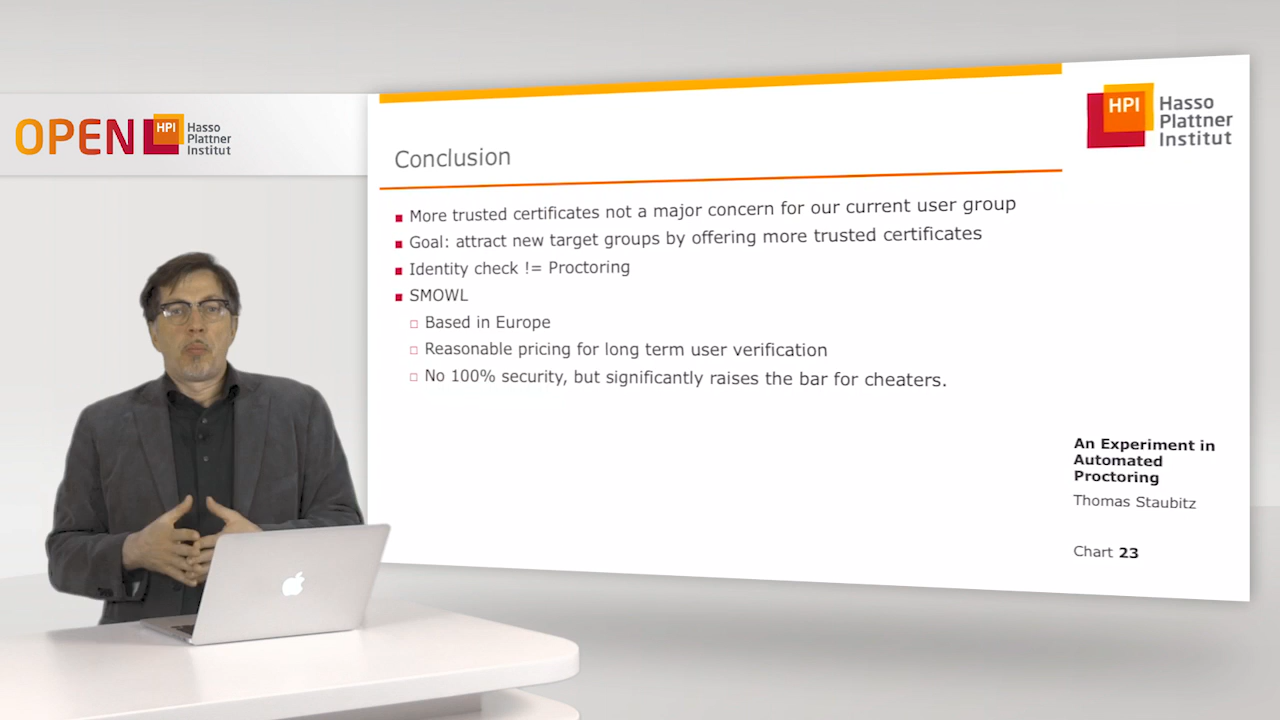 OPEN HPI Hasso
Plattner
Institut
HPI Hasso
Plattner
Institut
Conclusion
More trusted certificates not a major concern for our current user group
Goal: attract new target groups by offering more trusted certificates
Identity check != Proctoring
SMOWL
Based in Europe
Reasonable pricing for long term user verification
No 100% security, but significantly raises the bar for cheaters.
An Experiment in
Automated
Proctoring
Thomas Staubitz
Chart 23